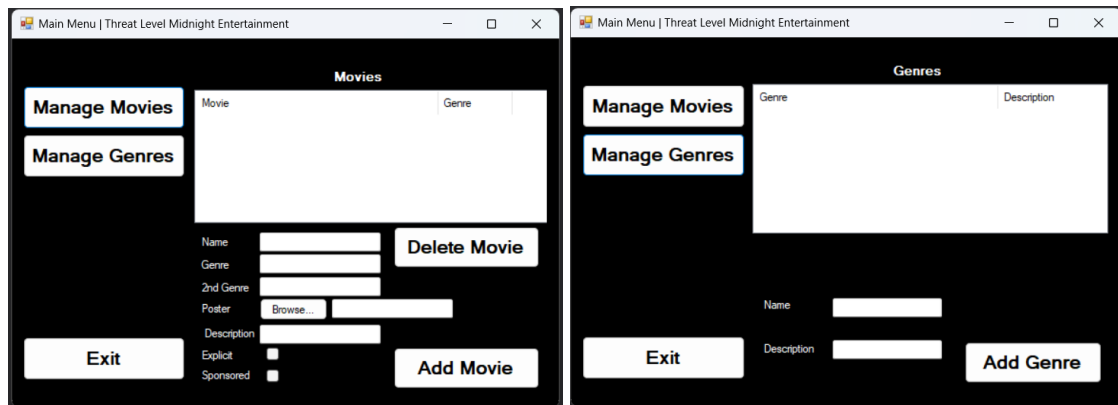 Main Menu | Threat Level Midnight Entertainment
Movies
Manage Movies
Manage Genres
Movie Genre
Name
Genre
2nd Genre
Poster Browse...
Description
Explicit
Sponsored
Delete Movie
Add Movie
Exit
Main Menu | Threat Level Midnight Entertainment
Genres
Manage Movies
Manage Genres
Genre Description
Name
Description
Exit
Add Genre